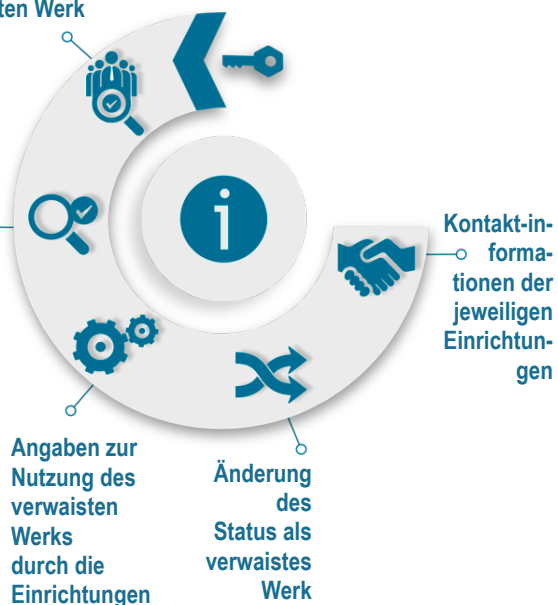 ten Werk
Kontakt-in-
forma-
tionen der
jeweiligen
Einrichtun-
gen
Angaben zur
Nutzung des
verwaisten
Werks
durch die
Einrichtungen
Änderung
des
Status als
verwaistes
Werk